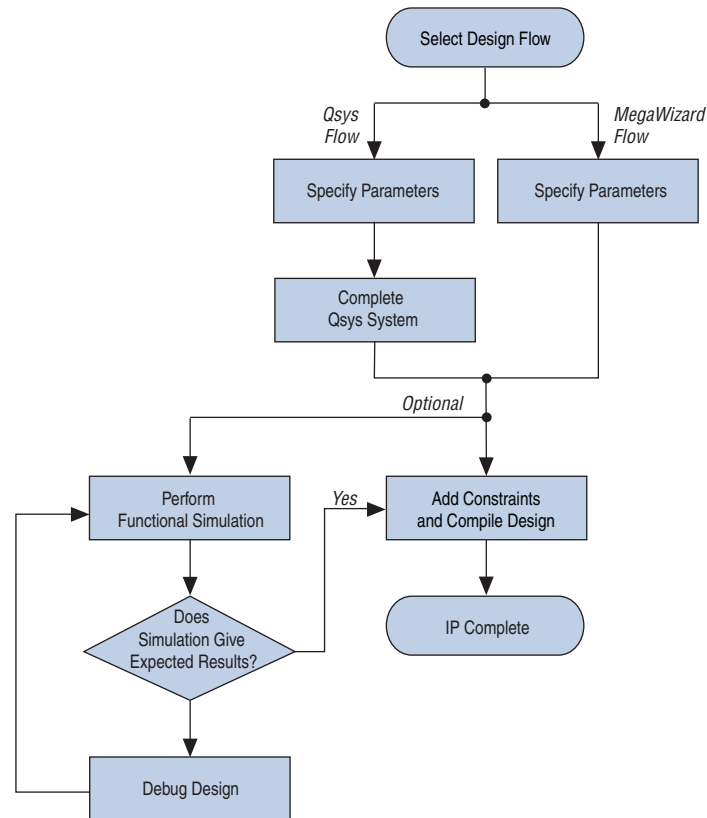 Select Design Flow
Qsys
Flow
MegaWizard
Flow
Specify Parameters
Specify Parameters
Complete
Qsys System
Optional
Perform
Functional Simulation
Yes
Add Constraints
and Compile Design
Does
Simulation Give
Expected Results?
IP Complete
Debug Design